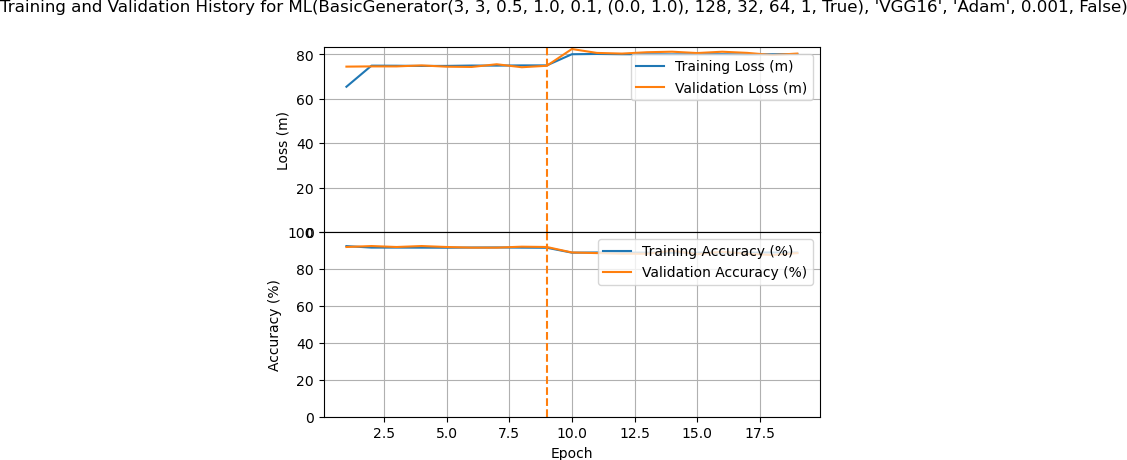 Training and Validation History for ML(BasicGenerator(3, 3, 0.5, 1.0, 0.1, (0.0, 1.0), 128, 32, 64, 1, True), 'VGG16', 'Adam', 0.001, False)
80
60
40
20
0
Loss (m)
Training Loss (m)
Validation Loss (m)
100
80
60
40
20
0
Accuracy (%)
Training Accuracy (%)
Validation Accuracy (%)
2.5 5.0 7.5 10.0 12.5 15.0 17.5
Epoch